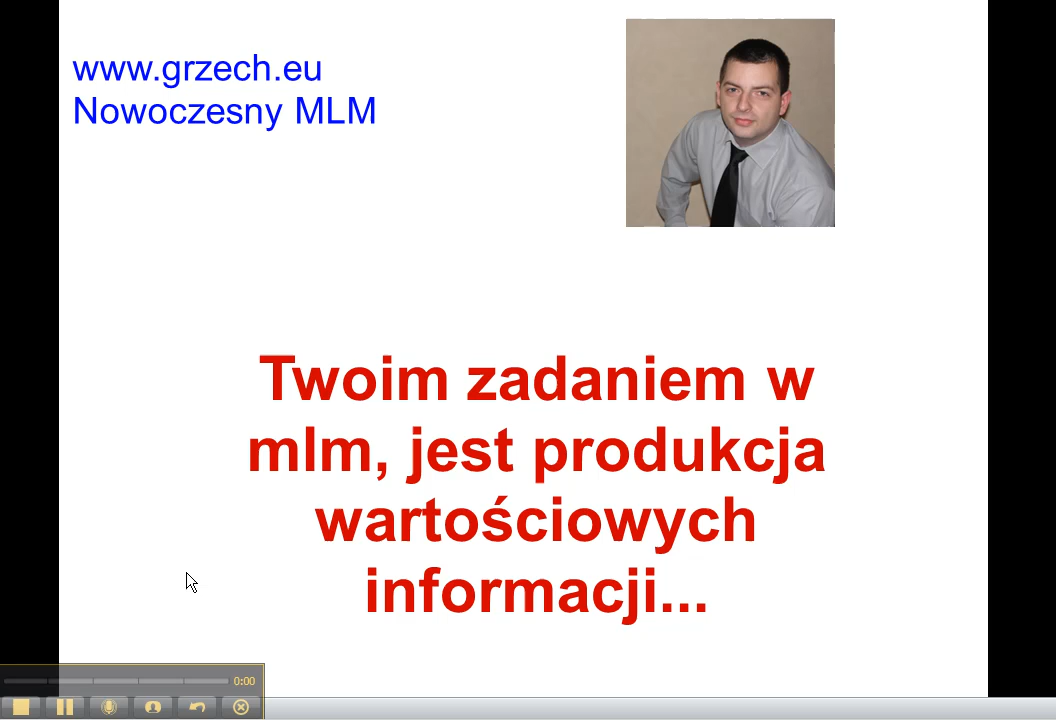 www.grzech.eu
Nowoczesny MLM
Twoim zadaniem w
mlm, jest produkcja
wartościowych
informacji...
0:00